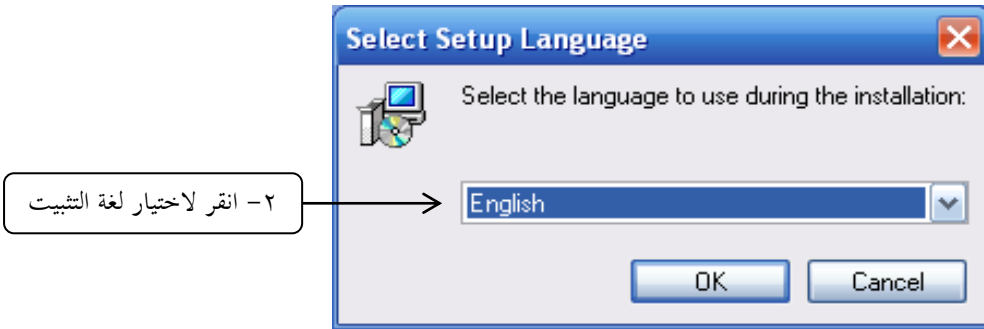 Select Setup Language
Select the language to use during the installation:
٢- انقر لاختيار لغة التثبيت
English
OK
Cancel